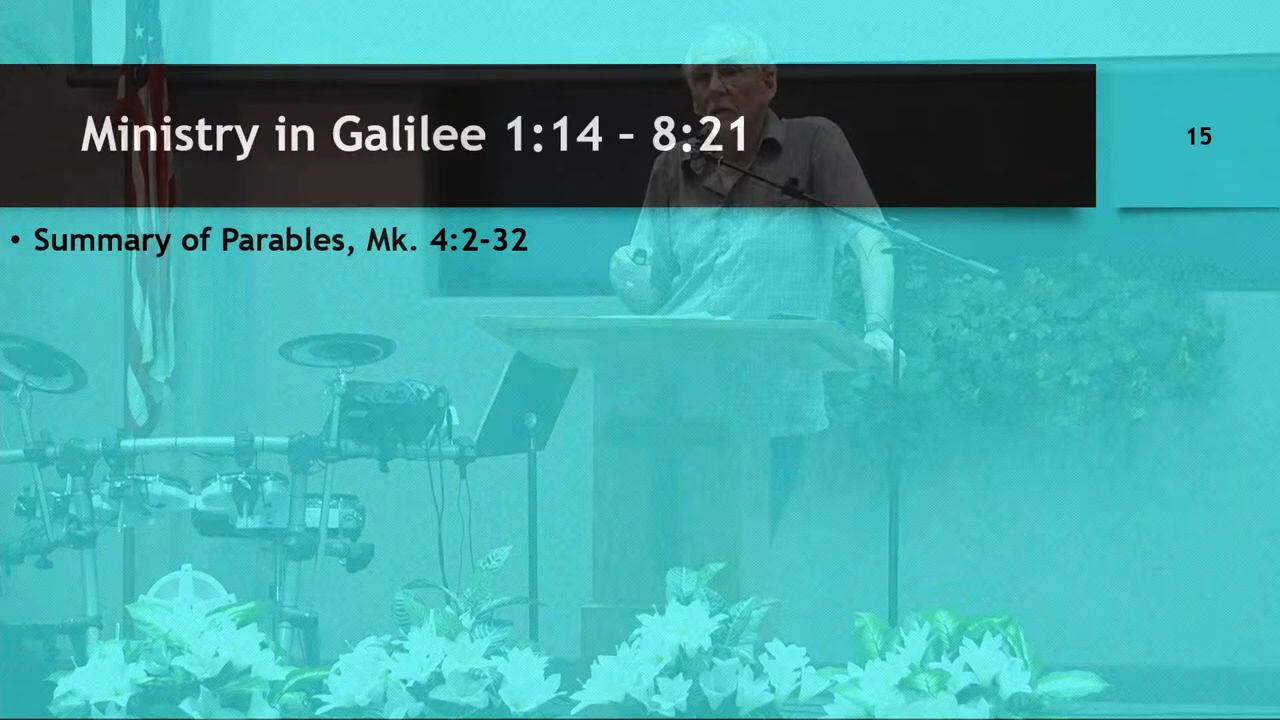 Ministry in Galilee 1:14 – 8:21
15
• Summary of Parables, Mk. 4:2-32